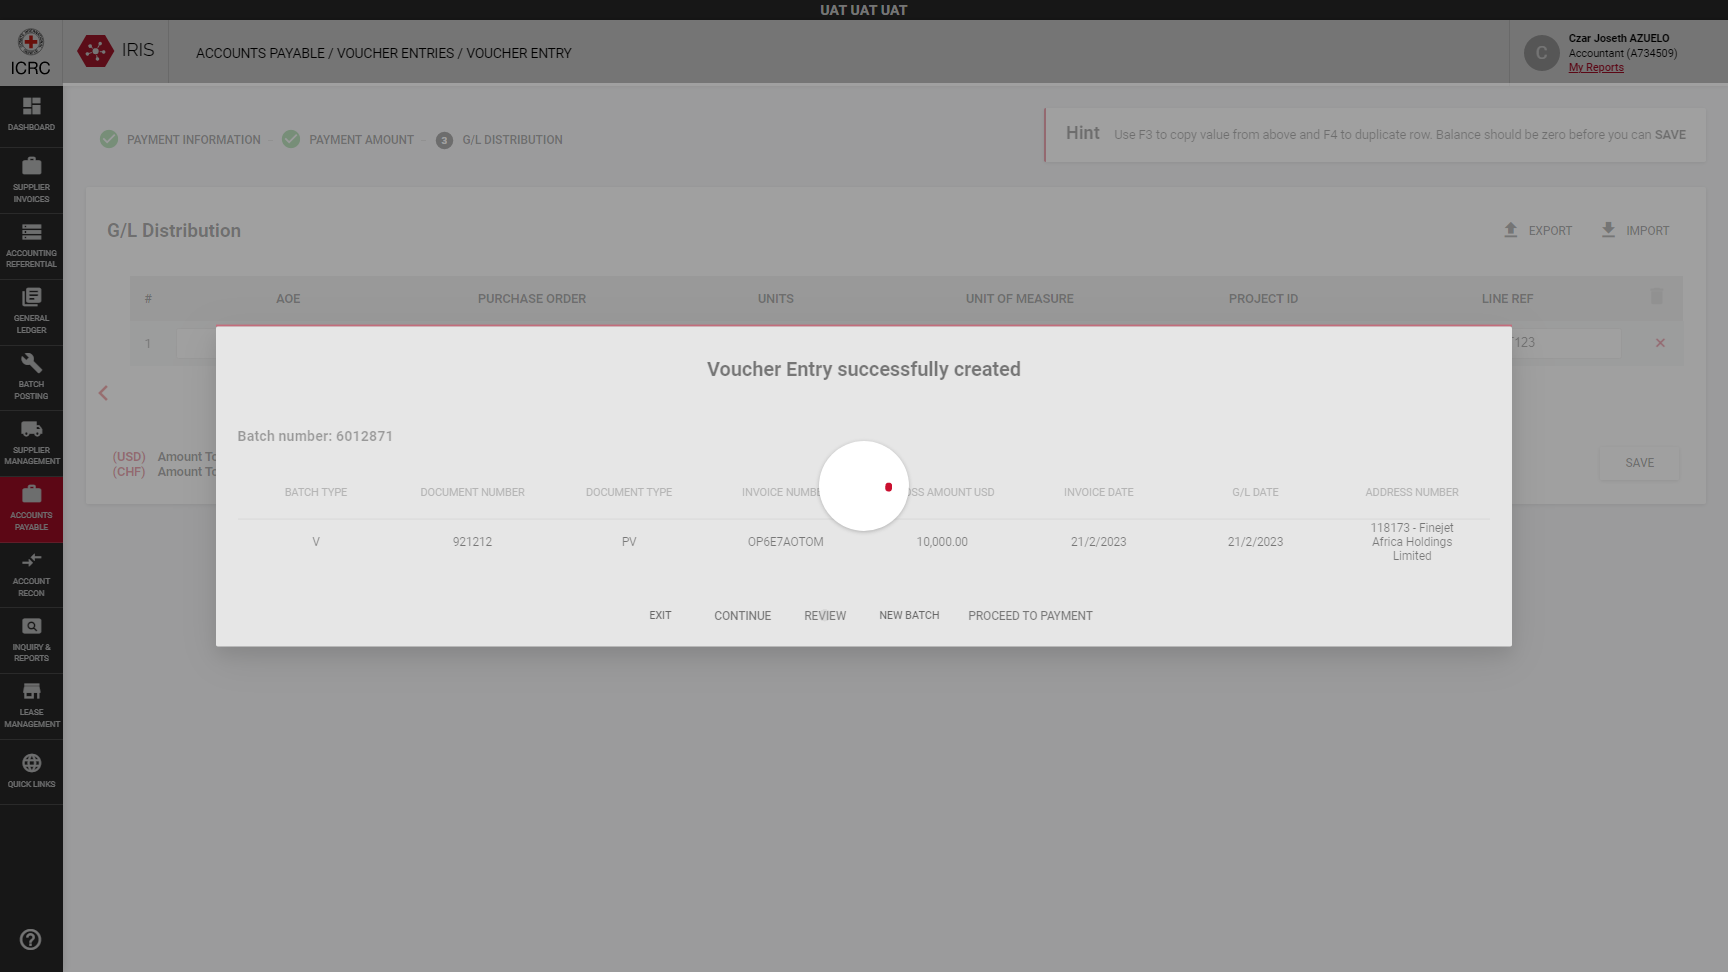 UAT UAT UAT
ICRC
IRIS
ACCOUNTS PAYABLE / VOUCHER ENTRIES / VOUCHER ENTRY
C
Czar Joseth AZUELO
Accountant (A734509)
My Reports
DASHBOARD
SUPPLIER
INVOICES
ACCOUNTING
REFERENTIAL
GENERAL
LEDGER
BATCH
POSTING
SUPPLIER
MANAGEMENT
ACCOUNTS
PAYABLE
ACCOUNT
RECON
INQUIRY &
REPORTS
LEASE
MANAGEMENT
QUICK LINKS
PAYMENT INFORMATION
PAYMENT AMOUNT
3 G/L DISTRIBUTION
Hint Use F3 to copy value from above and F4 to duplicate row. Balance should be zero before you can SAVE
G/L Distribution
EXPORT
IMPORT
# AOE PURCHASE ORDER UNITS UNIT OF MEASURE PROJECT ID LINE REF
1
123
(USD) Amount
(CHF) Amount
SAVE
Voucher Entry successfully created
Batch number: 6012871
BATCH TYPE DOCUMENT NUMBER DOCUMENT TYPE INVOICE AMOUNT USD INVOICE DATE G/L DATE ADDRESS NUMBER
V 921212 PV OP6E7AOTOM 10,000.00 21/2/2023 21/2/2023 118173 - Finejet
Africa Holdings
Limited
EXIT CONTINUE REVIEW NEW BATCH PROCEED TO PAYMENT